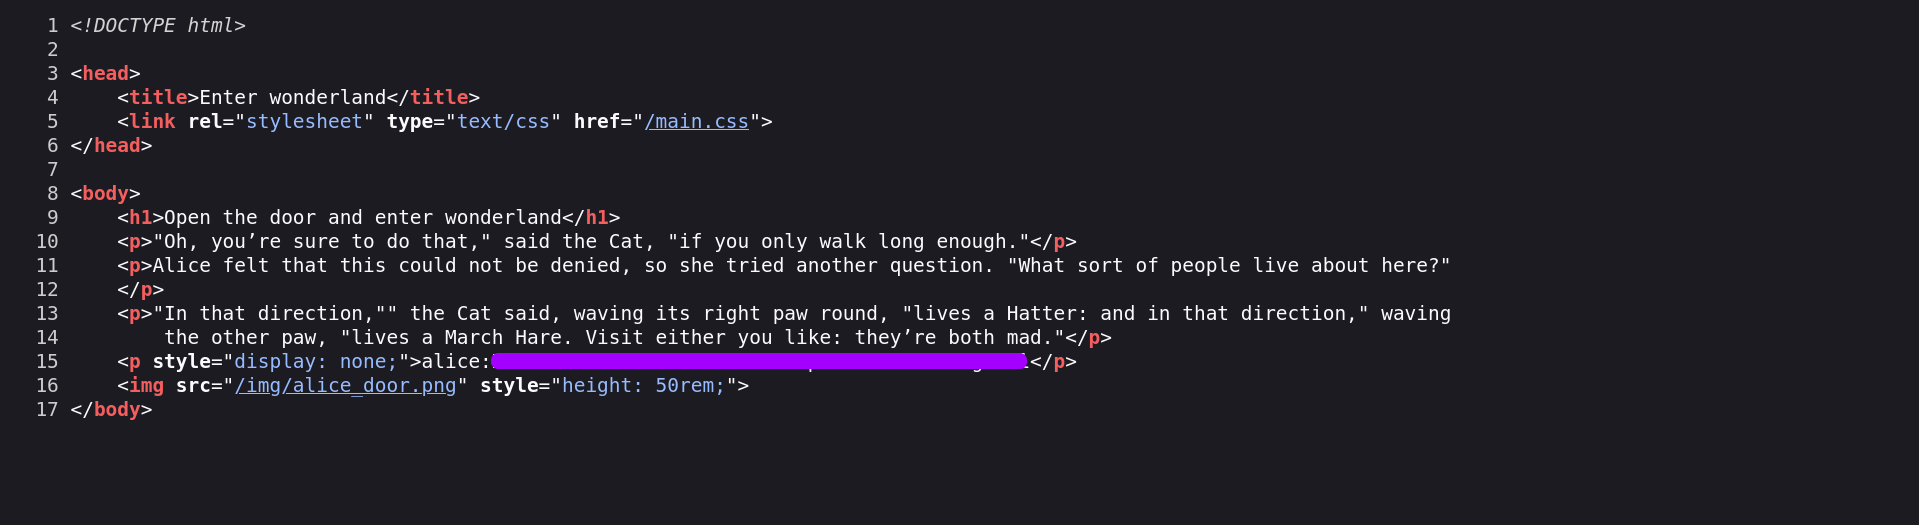 1 <!DOCTYPE html>
2
3 <head>
4     <title>Enter wonderland</title>
5     <link rel="stylesheet" type="text/css" href="/main.css">
6 </head>
7
8 <body>
9     <h1>Open the door and enter wonderland</h1>
10     <p>"Oh, you’re sure to do that," said the Cat, "if you only walk long enough."</p>
11     <p>Alice felt that this could not be denied, so she tried another question. "What sort of people live about here?"
12     </p>
13     <p>"In that direction,"" the Cat said, waving its right paw round, "lives a Hatter: and in that direction," waving
14         the other paw, "lives a March Hare. Visit either you like: they’re both mad."</p>
15     <p style="display: none;">alice:</p>
16     <img src="/img/alice_door.png" style="height: 50rem;">
17 </body>